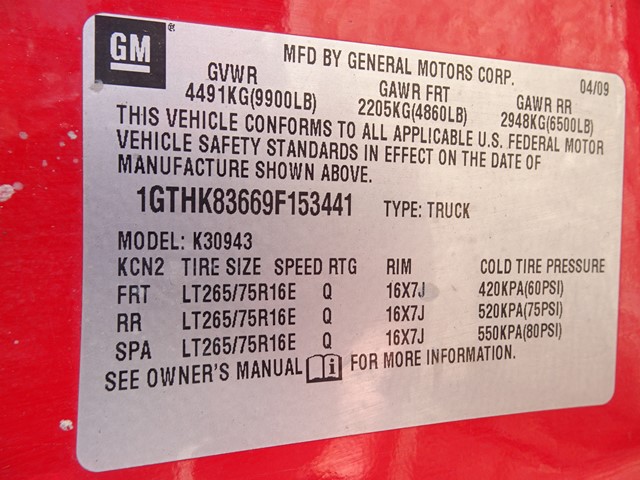 GM ®
MFD BY GENERAL MOTORS CORP. 04/09
GVWR GAWR FRT GAWR RR
4491KG(9900LB) 2205KG(4860LB) 2948KG(6500LB)
THIS VEHICLE CONFORMS TO ALL APPLICABLE U.S. FEDERAL MOTOR
VEHICLE SAFETY STANDARDS IN EFFECT ON THE DATE OF
MANUFACTURE SHOWN ABOVE.
1GTHK83669F153441 TYPE: TRUCK
MODEL: K30943
KCN2 TIRE SIZE SPEED RTG RIM COLD TIRE PRESSURE
FRT LT265/75R16E Q 16X7J 420KPA(60PSI)
RR LT265/75R16E Q 16X7J 520KPA(75PSI)
SPA LT265/75R16E Q 16X7J 550KPA(80PSI)
SEE OWNER'S MANUAL i FOR MORE INFORMATION.